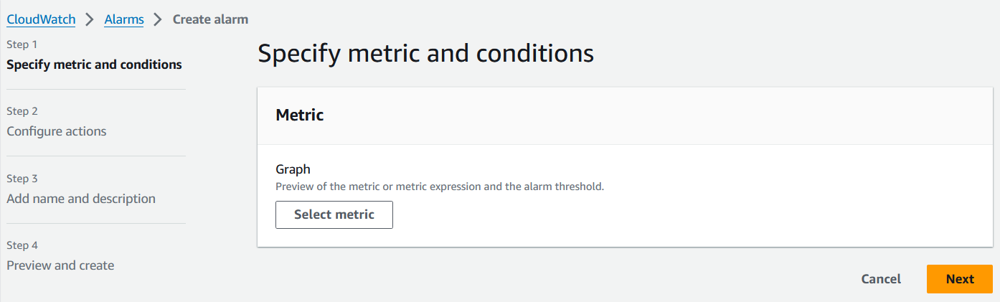 CloudWatch > Alarms > Create alarm
Step 1
Specify metric and conditions
Step 2
Configure actions
Step 3
Add name and description
Step 4
Preview and create
Specify metric and conditions
Metric
Graph
Preview of the metric or metric expression and the alarm threshold.
Select metric
Cancel Next